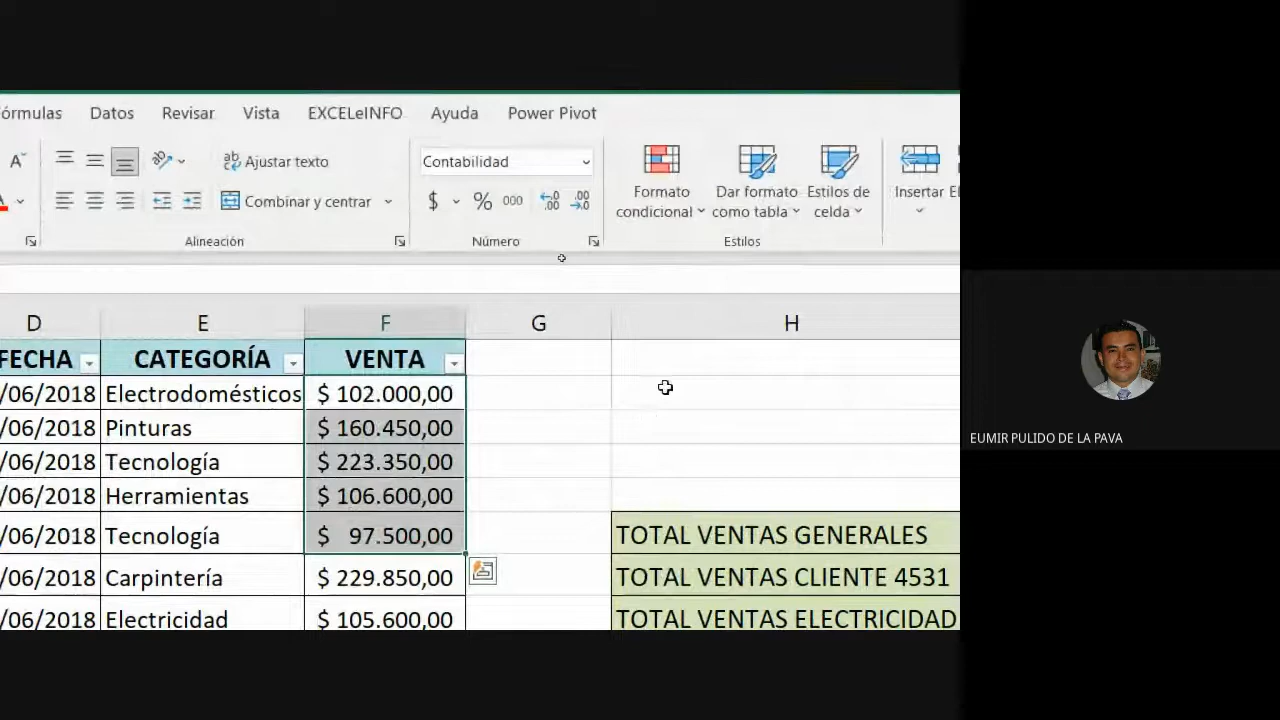 órmulas Datos Revisar Vista EXCELeINFO Ayuda Power Pivot
A Ajustar texto Contabilidad
A Combinar y centrar $ % 000 Formato condicional Dar formato como tabla Estilos de celda Insertar El
Alineación Número Estilos
D E F G H
FECHA CATEGORÍA VENTA
/06/2018 Electrodomésticos $ 102.000,00
/06/2018 Pinturas $ 160.450,00
/06/2018 Tecnología $ 223.350,00
/06/2018 Herramientas $ 106.600,00
/06/2018 Tecnología $ 97.500,00 TOTAL VENTAS GENERALES
/06/2018 Carpintería $ 229.850,00 TOTAL VENTAS CLIENTE 4531
/06/2018 Electricidad $ 105.600,00 TOTAL VENTAS ELECTRICIDAD
EUMIR PULIDO DE LA PAVA